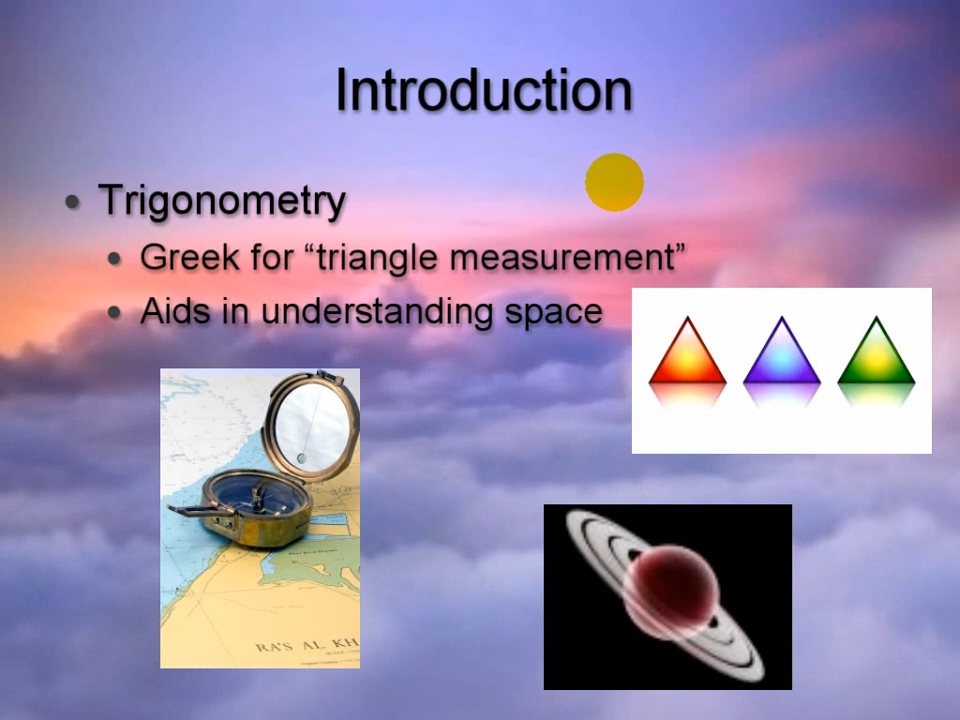 Introduction
• Trigonometry
• Greek for “triangle measurement”
• Aids in understanding space
RA'S AL KH